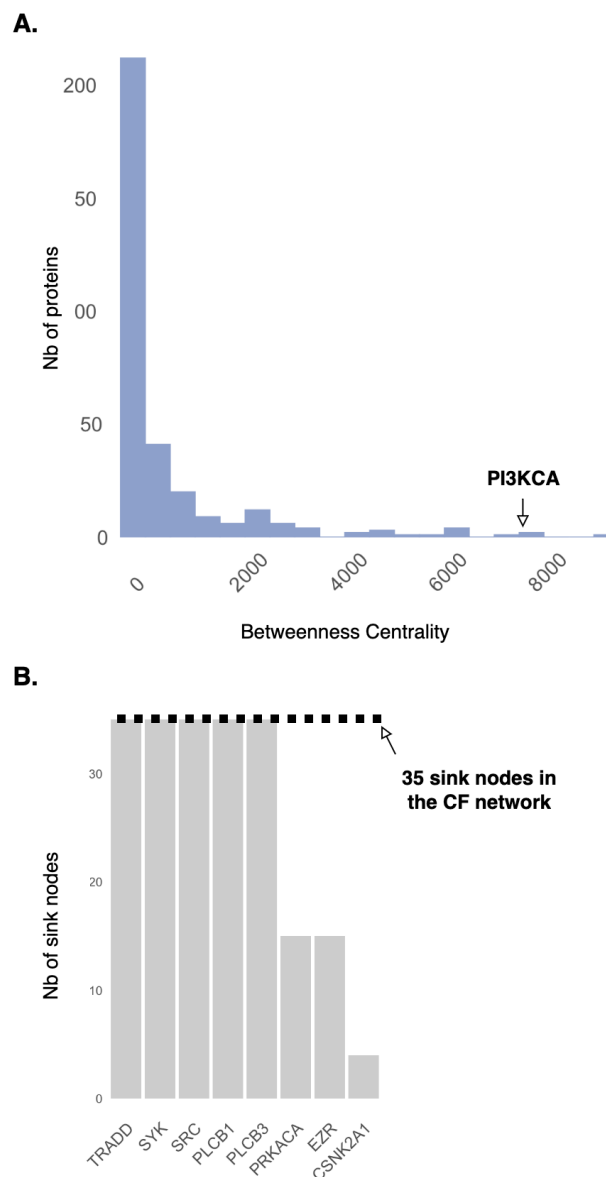 A.
200
50
00
50
0
Nb of proteins
PI3KCA
0
2000
4000
6000
8000
Betweenness Centrality
B.
30
20
10
0
Nb of sink nodes
35 sink nodes in
the CF network
TRADD
SYK
SRC
PLCB1
PLCB3
PRKACA
EZR
CSNK2A1